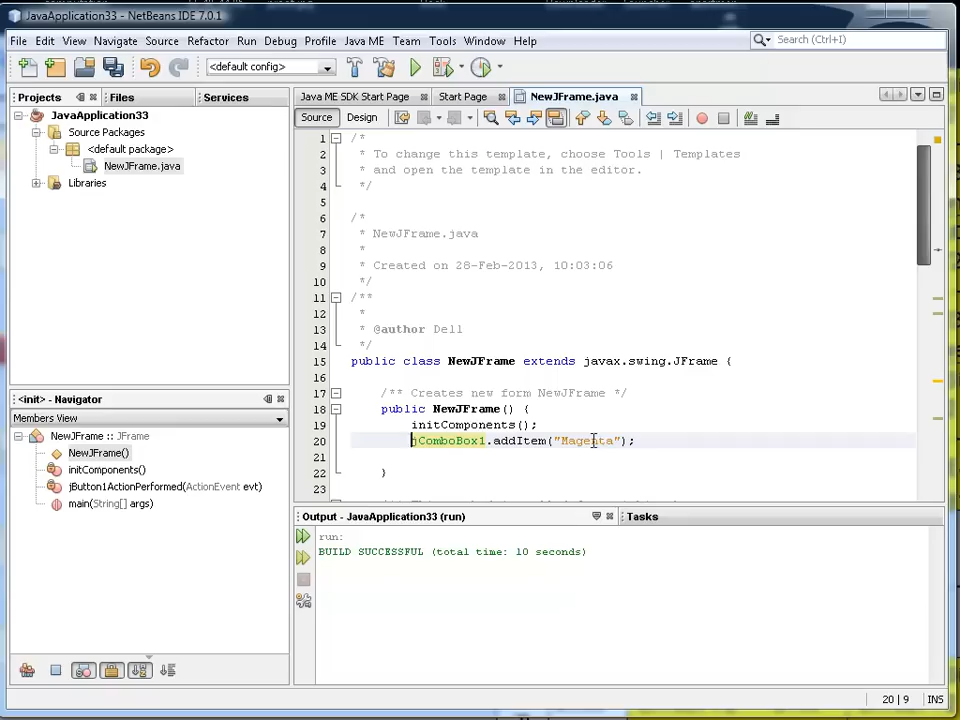 JavaApplication33 - NetBeans IDE 7.0.1
File Edit View Navigate Source Refactor Run Debug Profile Java ME Team Tools Window Help
Search (Ctrl+I)
<default config>
Projects Files Services
Java ME SDK Start Page Start Page NewJFrame.java
JavaApplication33
Source Packages
<default package>
NewJFrame.java
Libraries
Source Design
1 /*
2 * To change this template, choose Tools | Templates
3 * and open the template in the editor.
4 */
5
6 /*
7 * NewJFrame.java
8 *
9 * Created on 28-Feb-2013, 10:03:06
10 */
11 /**
12 *
13 * @author Dell
14 */
15 public class NewJFrame extends javax.swing.JFrame {
16
17 /** Creates new form NewJFrame */
18 public NewJFrame() {
19 initComponents();
20 jComboBox1.addItem("Magenta");
21
22 }
23
<init> - Navigator
Members View
NewJFrame :: JFrame
NewJFrame()
initComponents()
jButton1ActionPerformed(ActionEvent evt)
main(String[] args)
Output - JavaApplication33 (run) Tasks
run:
BUILD SUCCESSFUL (total time: 10 seconds)
20 | 9 INS